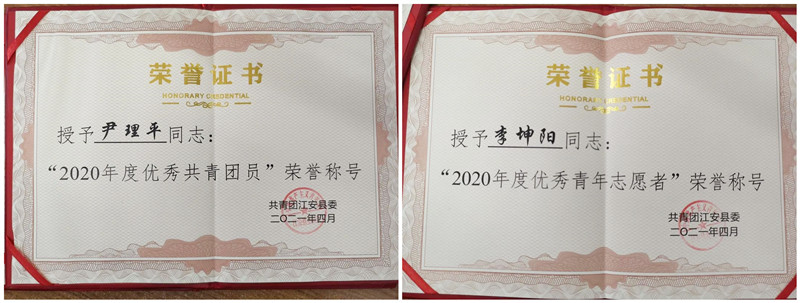 荣誉证书
HONORARY CREDENTIAL
授予尹理平同志：
“2020年度优秀共青团员”荣誉称号
共青团江安县委
二〇二一年四月
荣誉证书
HONORARY CREDENTIAL
授予李坤阳同志：
“2020年度优秀青年志愿者”荣誉称号
共青团江安县委
二〇二一年四月